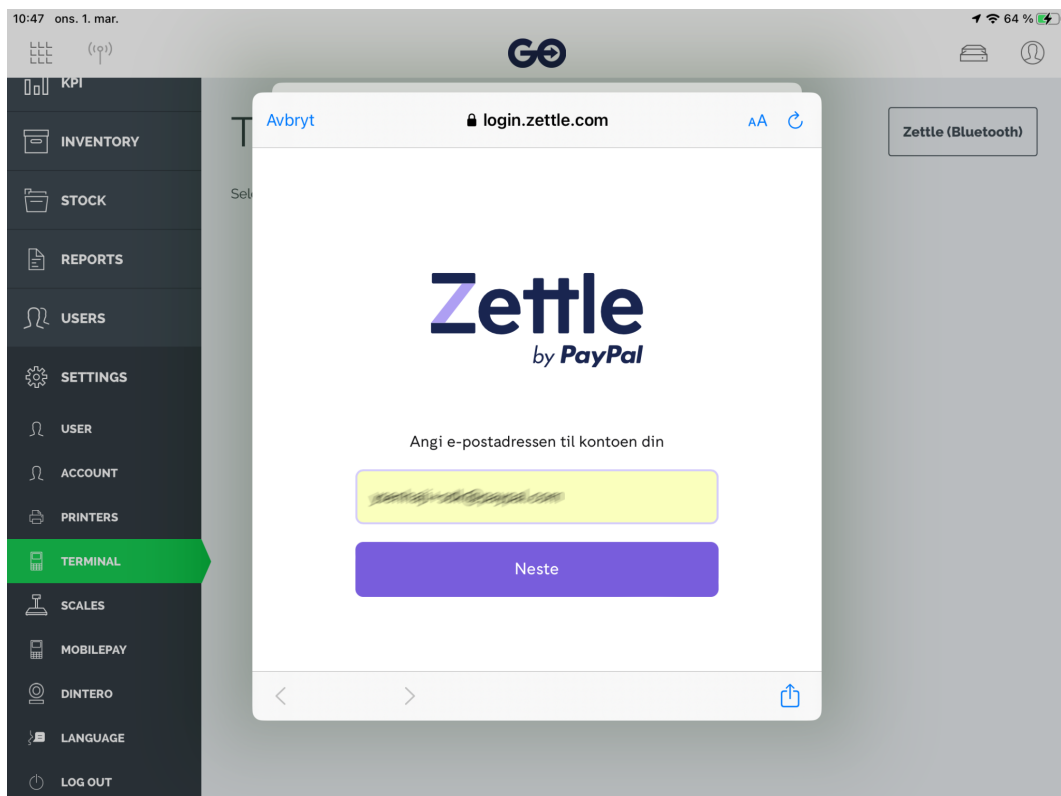 10:47 ons. 1. mar.
64 %
GO
KPI
INVENTORY
STOCK
REPORTS
USERS
SETTINGS
USER
ACCOUNT
PRINTERS
TERMINAL
SCALES
MOBILEPAY
DINTERO
LANGUAGE
LOG OUT
T
Sele
Zettle (Bluetooth)
Avbryt
login.zettle.com
AA
Zettle
by PayPal
Angi e-postadressen til kontoen din
Neste